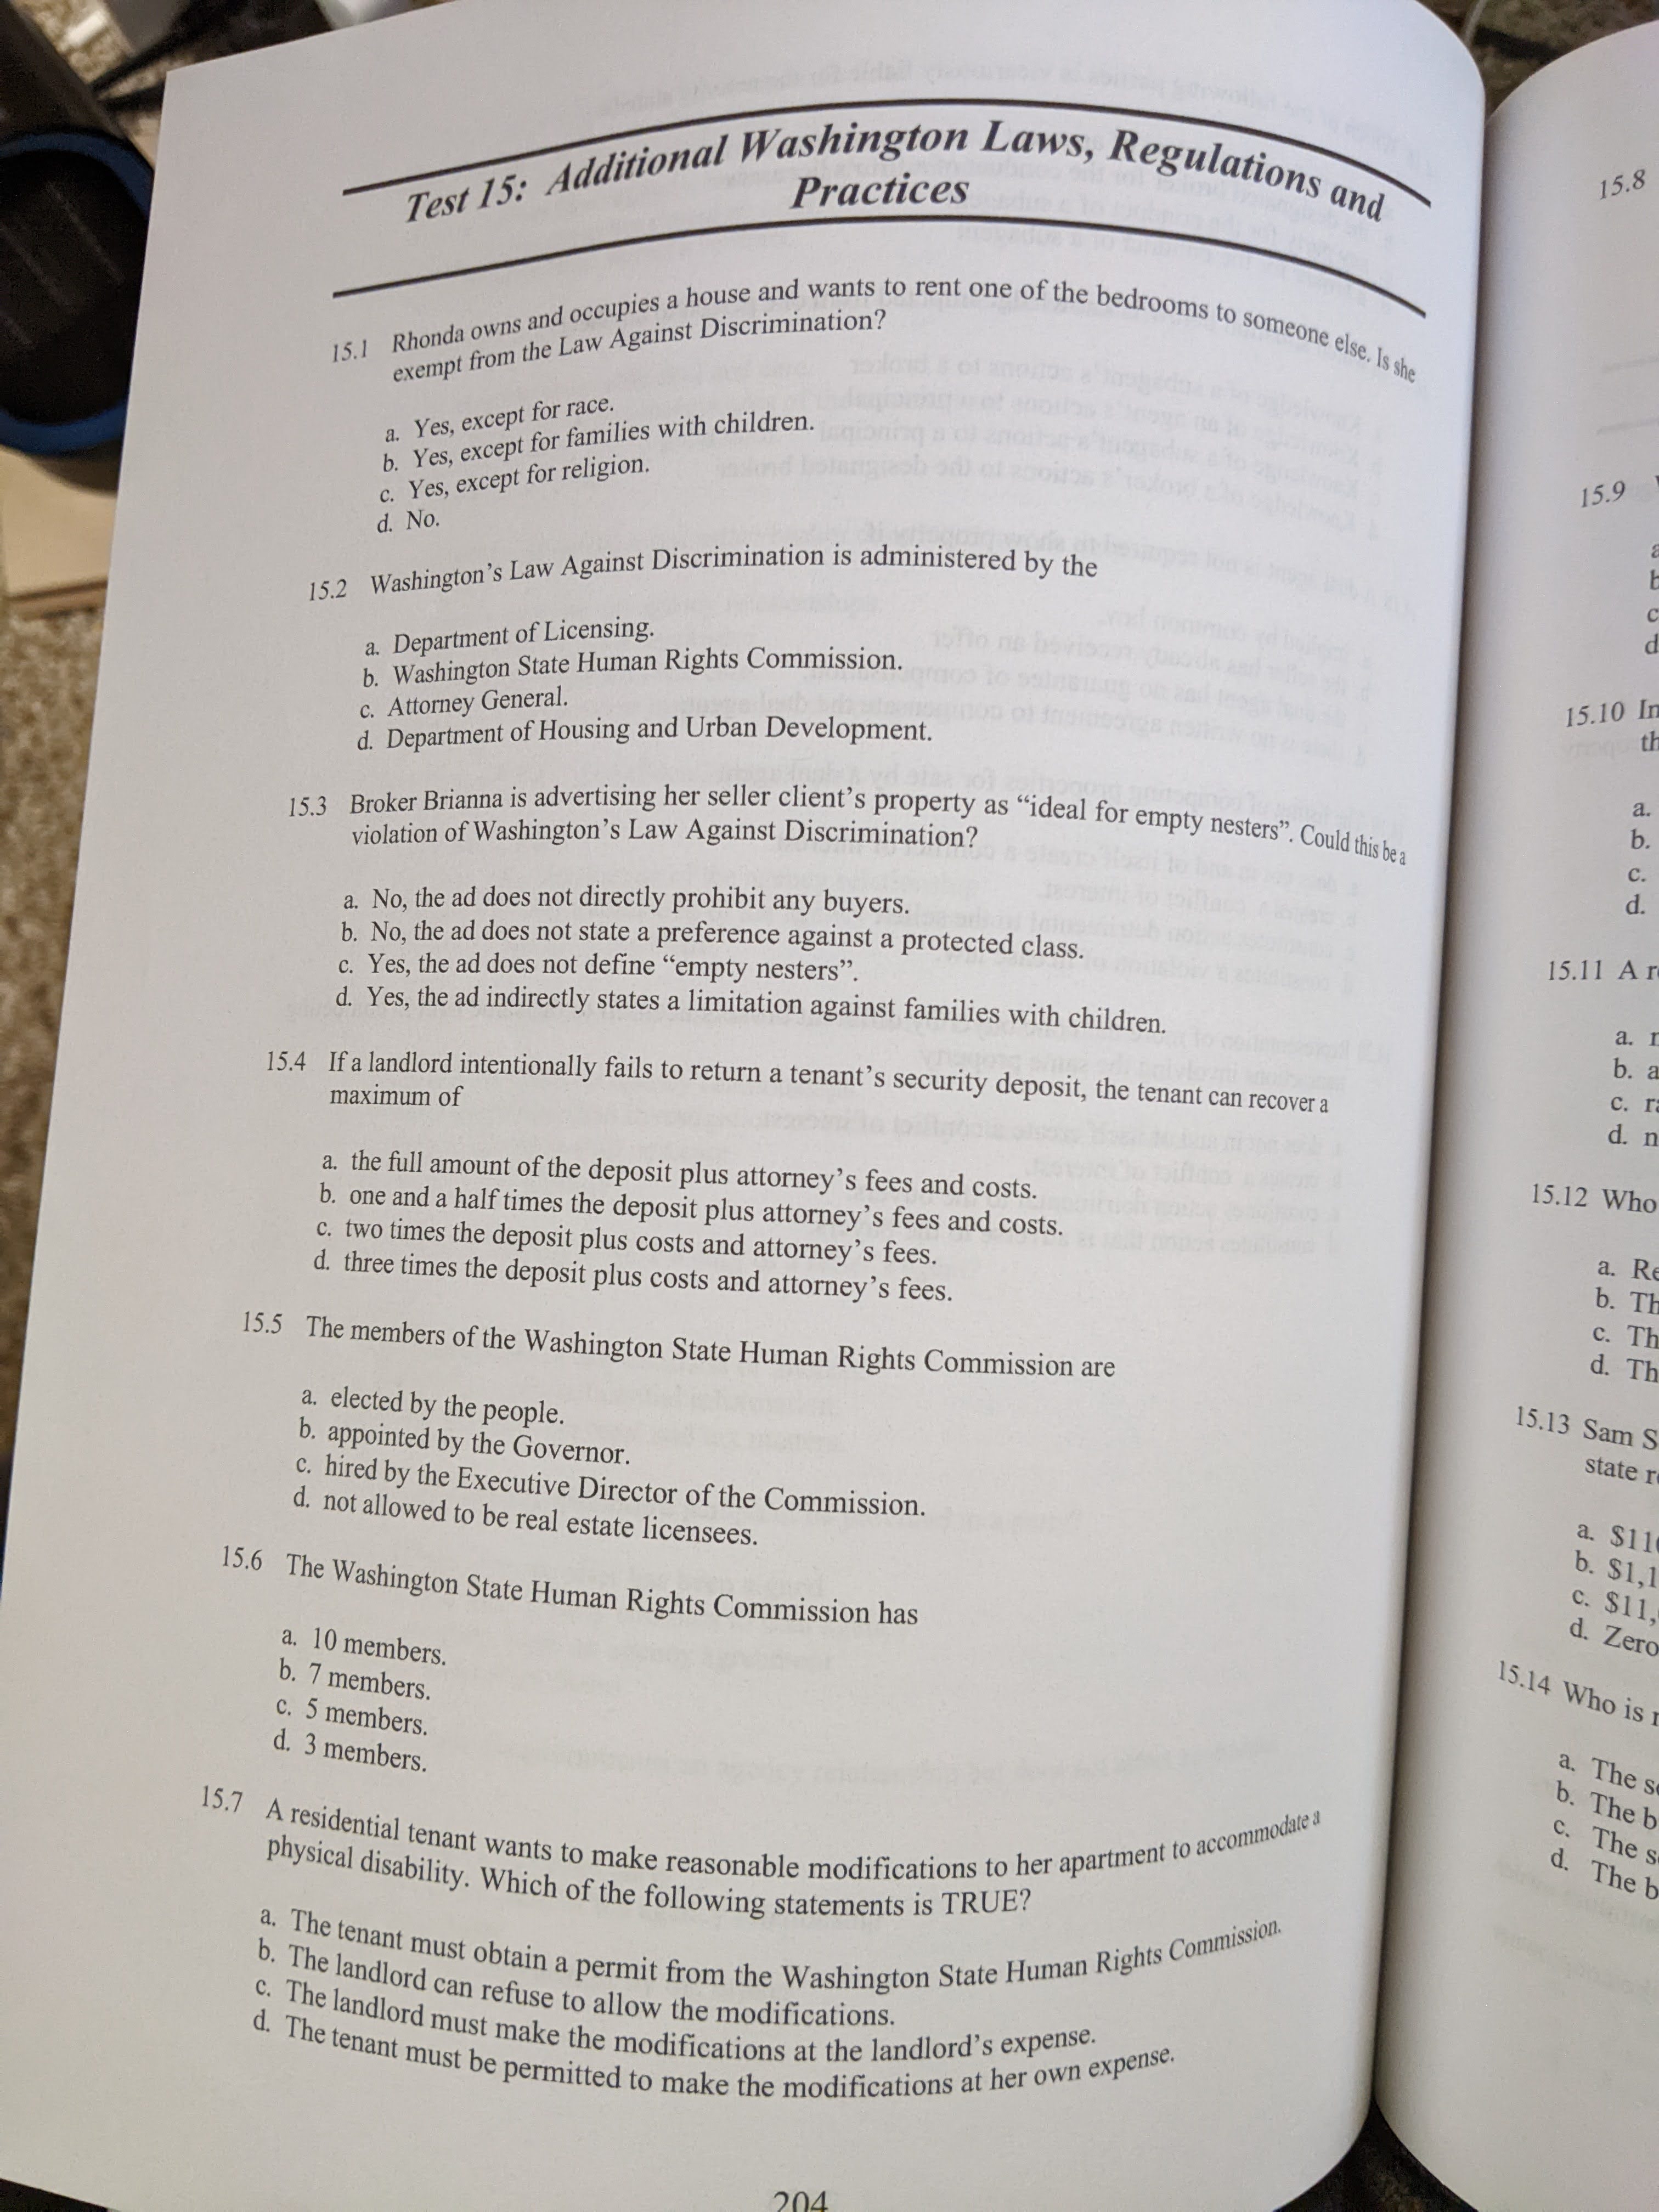 Test 15: Additional Washington Laws, Regulations and
Practices
15.1 Rhonda owns and occupies a house and wants to rent one of the bedrooms to someone else. Is she
exempt from the Law Against Discrimination?
a. Yes, except for race.
b. Yes, except for families with children.
c. Yes, except for religion.
d. No.
15.2 Washington's Law Against Discrimination is administered by the
a. Department of Licensing.
b. Washington State Human Rights Commission.
c. Attorney General.
d. Department of Housing and Urban Development.
15.3 Broker Brianna is advertising her seller client's property as “ideal for empty nesters”. Could this be a
violation of Washington's Law Against Discrimination?
a. No, the ad does not directly prohibit any buyers.
b. No, the ad does not state a preference against a protected class.
c. Yes, the ad does not define “empty nesters”.
d. Yes, the ad indirectly states a limitation against families with children.
15.4 If a landlord intentionally fails to return a tenant's security deposit, the tenant can recover a
maximum of
a. the full amount of the deposit plus attorney's fees and costs.
b. one and a half times the deposit plus attorney's fees and costs.
c. two times the deposit plus costs and attorney's fees.
d. three times the deposit plus costs and attorney's fees.
15.5 The members of the Washington State Human Rights Commission are
a. elected by the people.
b. appointed by the Governor.
c. hired by the Executive Director of the Commission.
d. not allowed to be real estate licensees.
15.6 The Washington State Human Rights Commission has
a. 10 members.
b. 7 members.
c. 5 members.
d. 3 members.
15.7 A residential tenant wants to make reasonable modifications to her apartment to accommodate a
physical disability. Which of the following statements is TRUE?
a. The tenant must obtain a permit from the Washington State Human Rights Commission.
b. The landlord can refuse to allow the modifications.
c. The landlord must make the modifications at the landlord's expense.
d. The tenant must be permitted to make the modifications at her own expense.
204
15.8
15.9
a
b
c
d
15.10 In
th
a.
b.
c.
d.
15.11 A
a.
b. a
c.
d.
15.12 Who
a.
b. Th
c. Th
d. Th
15.13 Sam S
state
a. $11
b. $1,1
c. $11,
d. Zero
15.14 Who is
a. The
b. The b
c. The s
d. The b